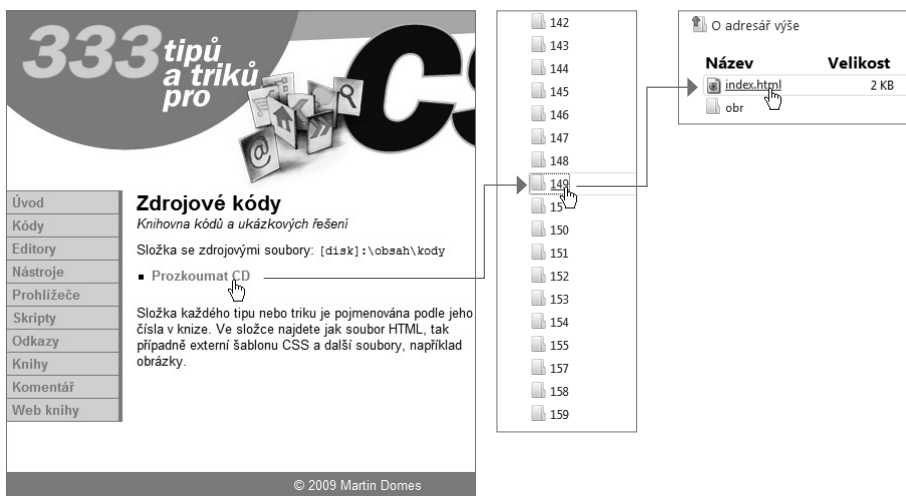 333 tipů
a triků
pro
CS
@
Úvod
Kódy
Editory
Nástroje
Prohlížeče
Skripty
Odkazy
Knihy
Komentář
Web knihy
Zdrojové kódy
Knihovna kódů a ukázkových řešení
Složka se zdrojovými soubory: [disk]:\obsah\kody
Prozkoumat CD
Složka každého tipu nebo triku je pojmenována podle jeho
čísla v knize. Ve složce najdete jak soubor HTML, tak
případně externí šablonu CSS a další soubory, například
obrázky.
© 2009 Martin Domes
142
143
144
145
146
147
148
149
15
150
151
152
153
154
155
157
158
159
O adresář výše
Název Velikost
index.html 2 KB
obr